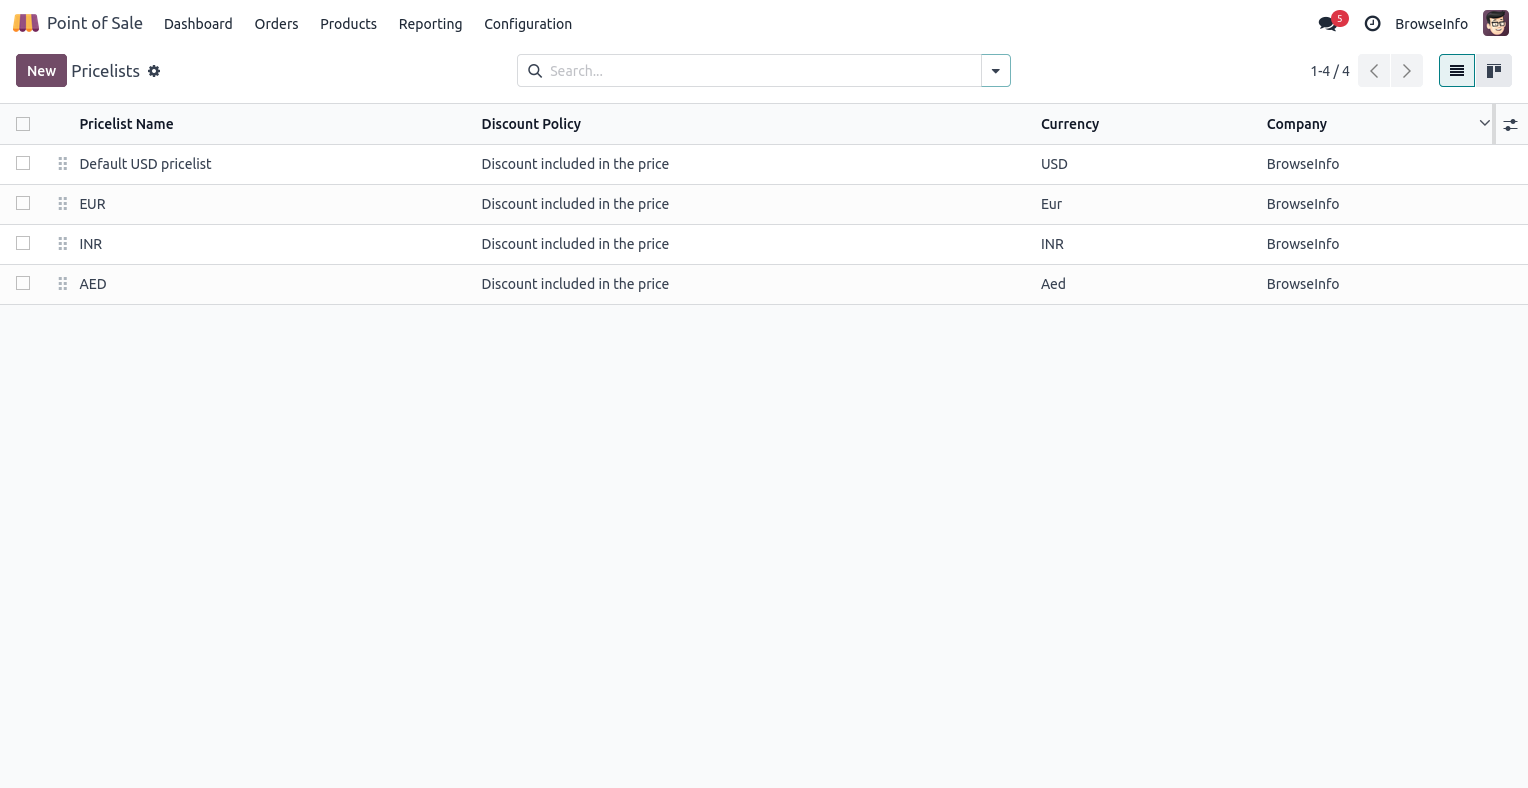 Point of Sale Dashboard Orders Products Reporting Configuration 5 BrowseInfo
New Pricelists Search... 1-4 / 4
Pricelist Name Discount Policy Currency Company
Default USD pricelist Discount included in the price USD BrowseInfo
EUR Discount included in the price Eur BrowseInfo
INR Discount included in the price INR BrowseInfo
AED Discount included in the price Aed BrowseInfo